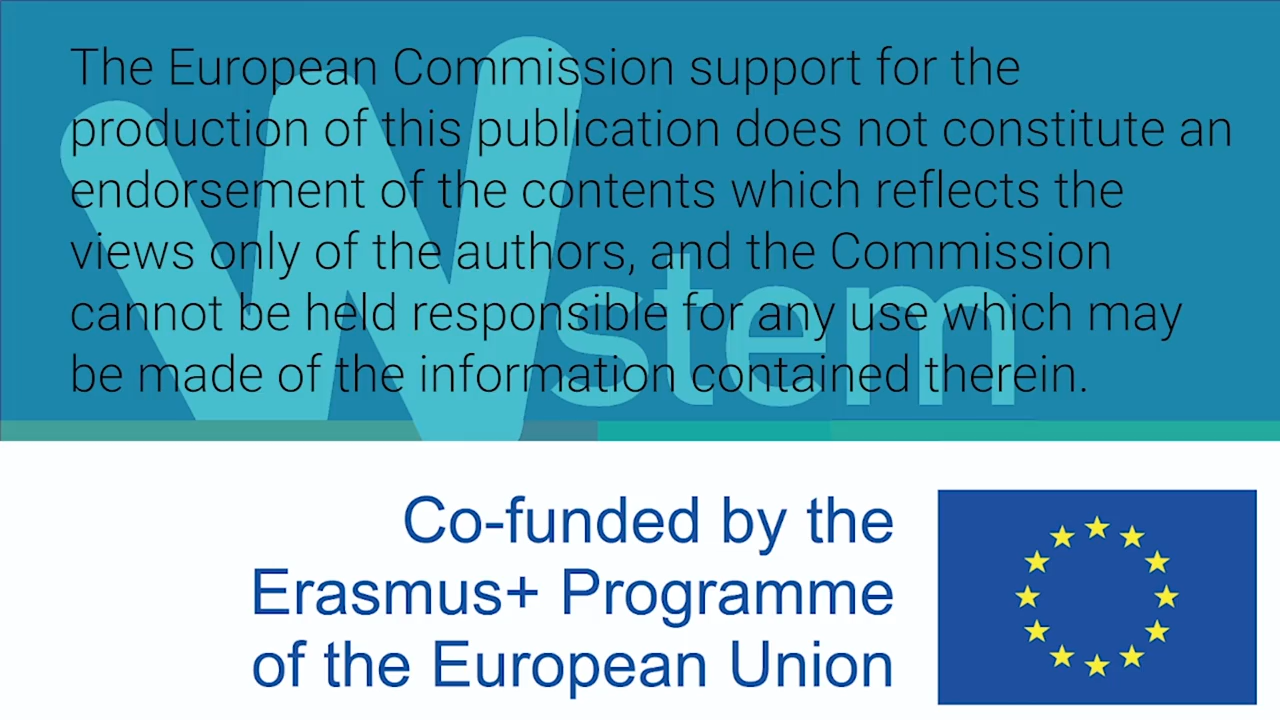 The European Commission support for the
production of this publication does not constitute an
endorsement of the contents which reflects the
views only of the authors, and the Commission
cannot be held responsible for any use which may
be made of the information contained therein.
Wstem
Co-funded by the
Erasmus+ Programme
of the European Union